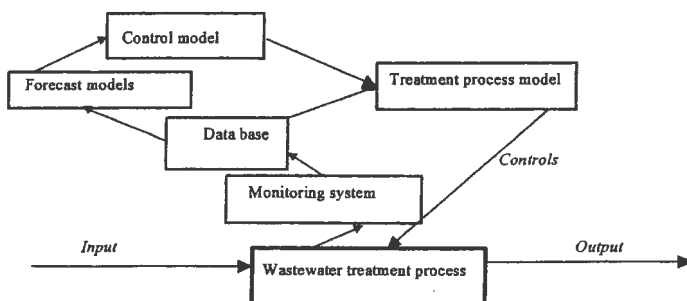 Control model
Forecast models
Treatment process model
Data base
Controls
Monitoring system
Input
Output
Wastewater treatment process